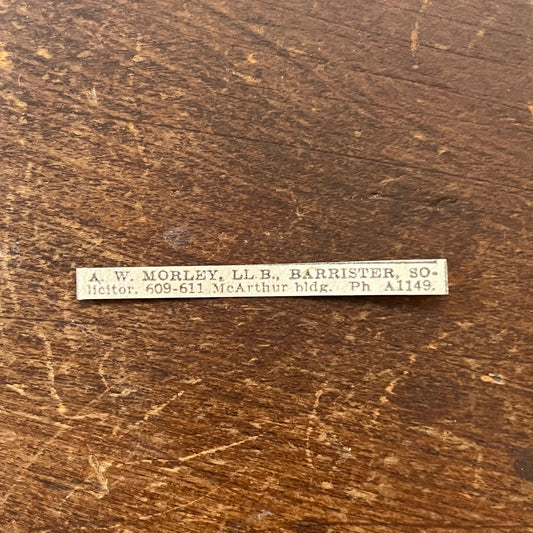 A. W. MORLEY, LL.B., BARRISTER, SO-
licitor. 609-611 McArthur bldg. Ph A1149.